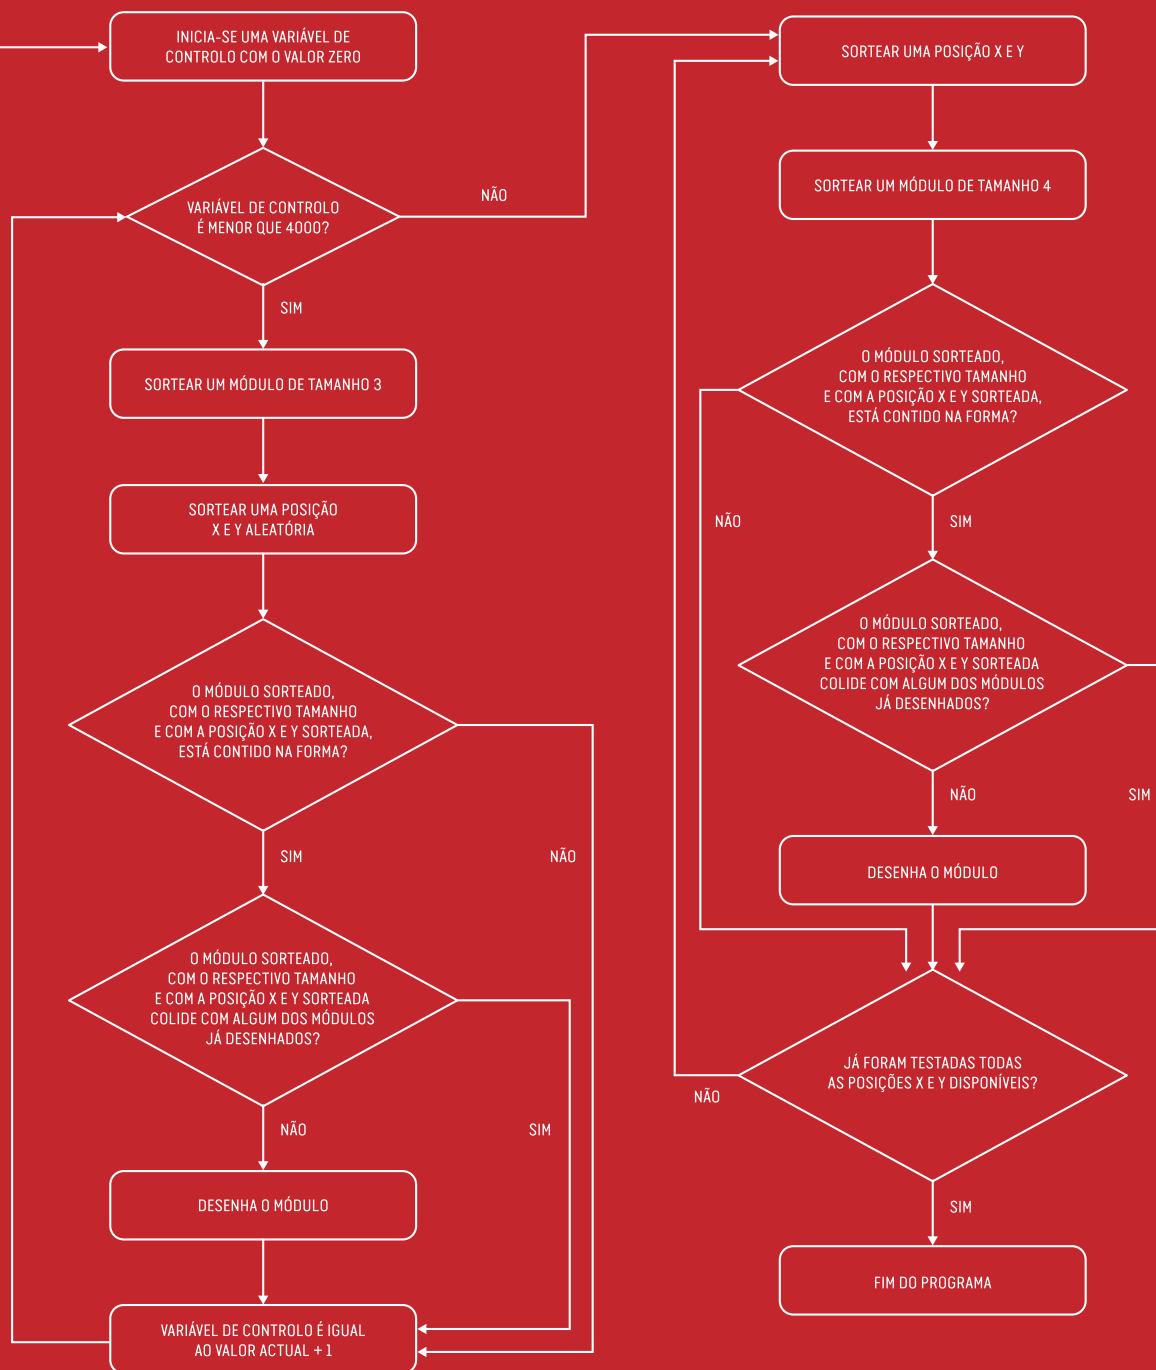 INICIA-SE UMA VARIÁVEL DE
CONTROLO COM O VALOR ZERO
VARIÁVEL DE CONTROLO
É MENOR QUE 4000?
NÃO
SIM
SORTEAR UM MÓDULO DE TAMANHO 3
SORTEAR UMA POSIÇÃO
X E Y ALEATÓRIA
O MÓDULO SORTEADO,
COM O RESPECTIVO TAMANHO
E COM A POSIÇÃO X E Y SORTEADA,
ESTÁ CONTIDO NA FORMA?
SIM
NÃO
O MÓDULO SORTEADO,
COM O RESPECTIVO TAMANHO
E COM A POSIÇÃO X E Y SORTEADA
COLIDE COM ALGUM DOS MÓDULOS
JÁ DESENHADOS?
NÃO
SIM
DESENHA O MÓDULO
VARIÁVEL DE CONTROLO É IGUAL
AO VALOR ACTUAL + 1
SORTEAR UMA POSIÇÃO X E Y
SORTEAR UM MÓDULO DE TAMANHO 4
O MÓDULO SORTEADO,
COM O RESPECTIVO TAMANHO
E COM A POSIÇÃO X E Y SORTEADA,
ESTÁ CONTIDO NA FORMA?
NÃO
SIM
O MÓDULO SORTEADO,
COM O RESPECTIVO TAMANHO
E COM A POSIÇÃO X E Y SORTEADA
COLIDE COM ALGUM DOS MÓDULOS
JÁ DESENHADOS?
NÃO
SIM
DESENHA O MÓDULO
JÁ FORAM TESTADAS TODAS
AS POSIÇÕES X E Y DISPONÍVEIS?
NÃO
SIM
FIM DO PROGRAMA